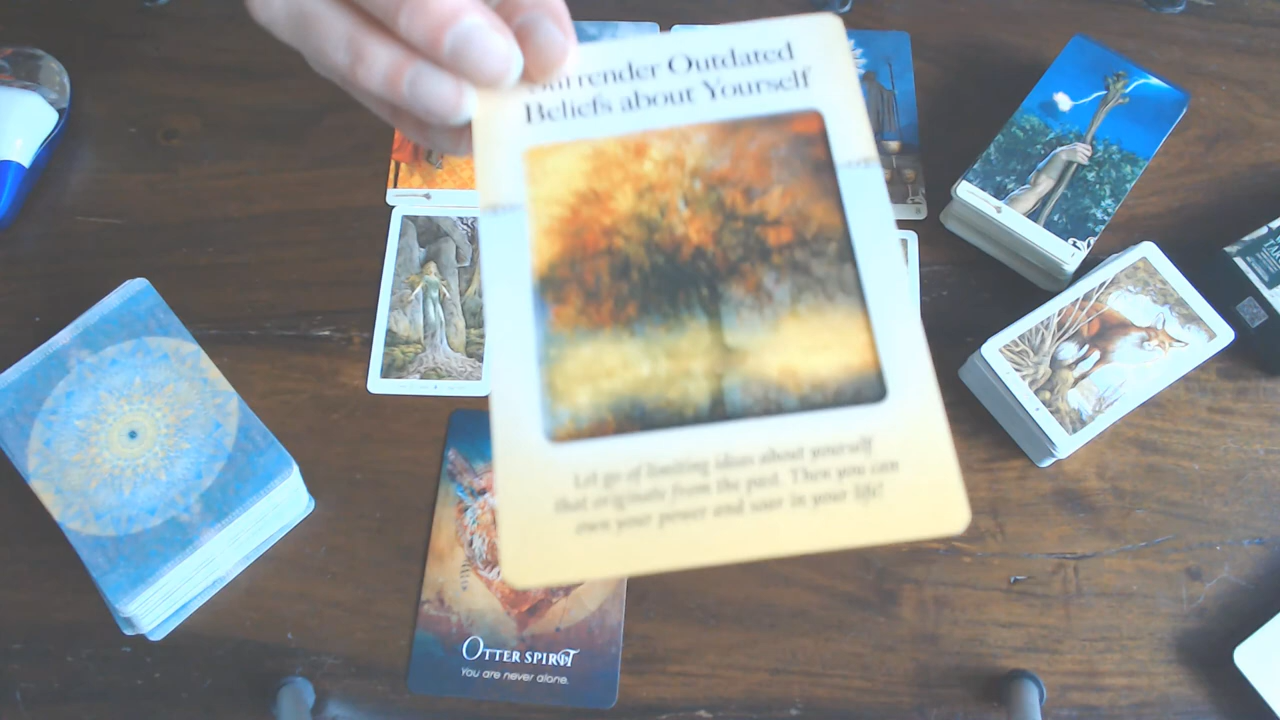 Surrender Outdated
Beliefs about Yourself
Let go of limiting ideas about yourself
that originate from the past. Then you can
own your power and soar in your life!
OTTER SPIRIT
You are never alone.